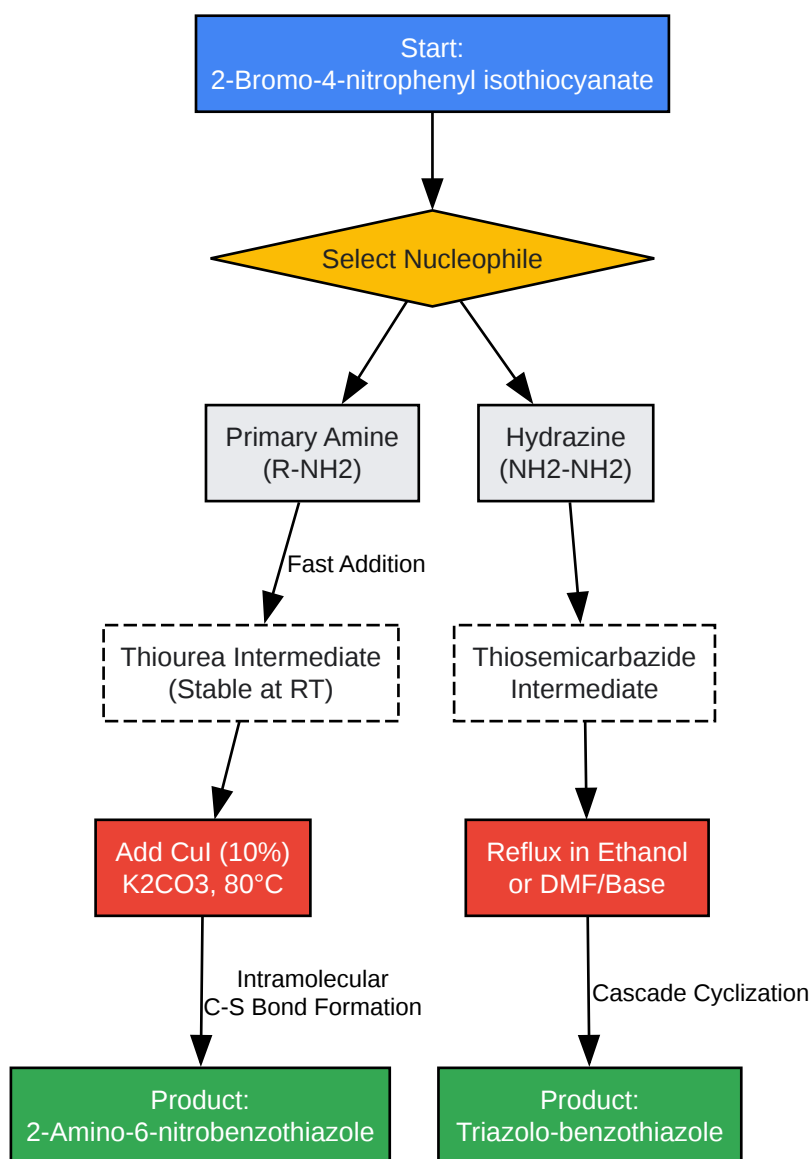 Start:
2-Bromo-4-nitrophenyl isothiocyanate
Select Nucleophile
Primary Amine
(R-NH2)
Hydrazine
(NH2-NH2)
Fast Addition
Thiourea Intermediate
(Stable at RT)
Thiosemicarbazide
Intermediate
Add CuI (10%)
K2CO3, 80°C
Reflux in Ethanol
or DMF/Base
Intramolecular
C-S Bond Formation
Cascade Cyclization
Product:
2-Amino-6-nitrobenzothiazole
Product:
Triazolo-benzothiazole